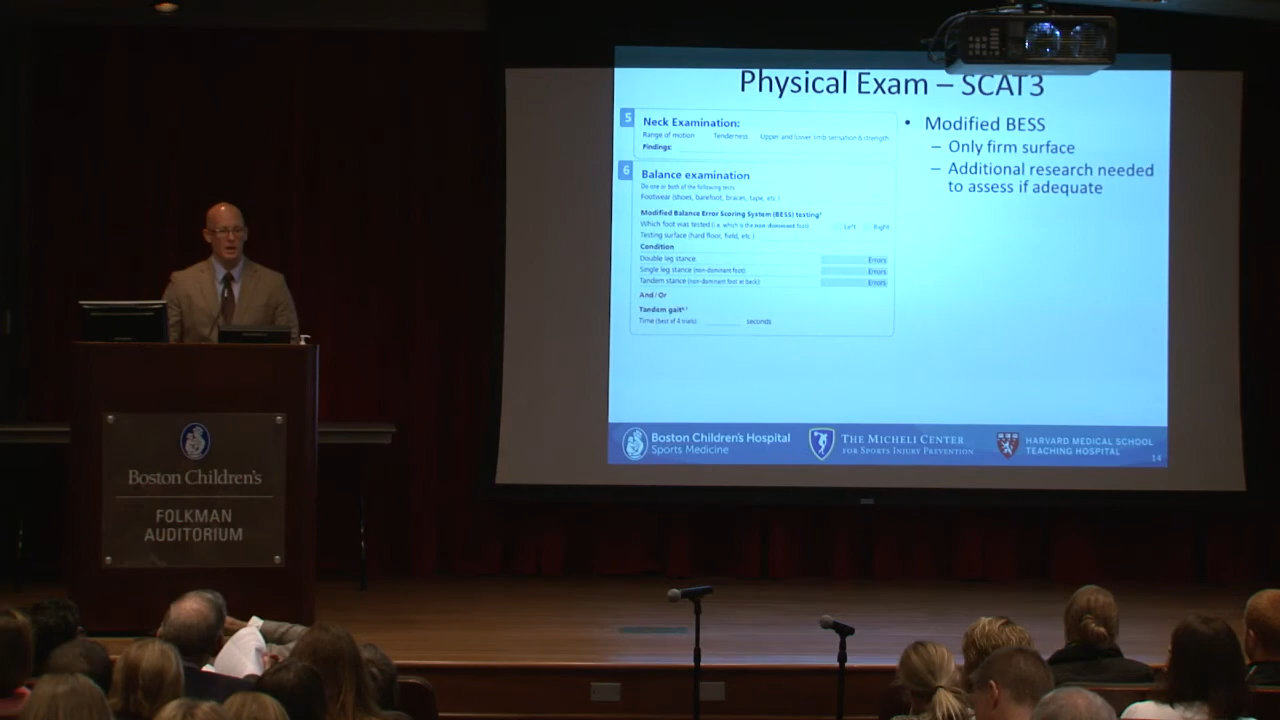 Physical Exam – SCAT3
5
Neck Examination:
Range of motion Tenderness Upper and lower limb sensation & strength
Findings:
6
Balance examination
Do one or both of the following tests.
Footwear (shoes, barefoot, braces, tape, etc.)
Modified Balance Error Scoring System (BESS) testing
Which foot was tested (i.e. which is the non-dominant foot) Left Right
Testing surface (hard floor, field, etc.)
Condition
Double leg stance: Errors
Single leg stance (non-dominant foot): Errors
Tandem stance (non-dominant foot at back): Errors
And/Or
Tandem gait
Time (best of 4 trials): seconds
• Modified BESS
– Only firm surface
– Additional research needed
to assess if adequate
Boston Children's Hospital
Sports Medicine
THE MICHELI CENTER
FOR SPORTS INJURY PREVENTION
HARVARD MEDICAL SCHOOL
TEACHING HOSPITAL
14
Boston Children's
FOLKMAN
AUDITORIUM